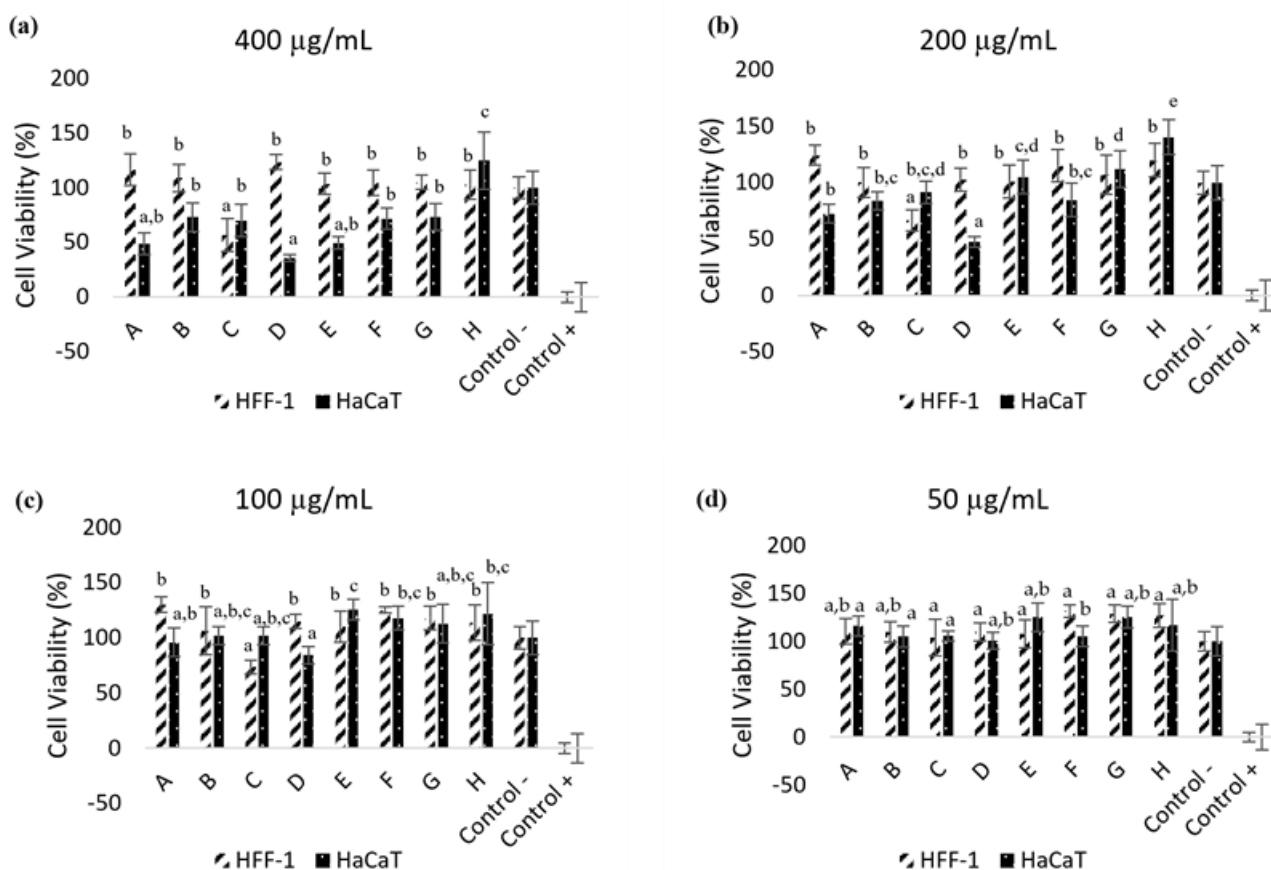 (a)
400 μg/mL
Cell Viability (%)
200
150
100
50
0
-50
b
a,b
b
b
a
b
b
a
b
a,b
b
b
b
b
b
c
A
B
C
D
E
F
G
H
Control -
Control +
HFF-1
HaCaT
(b)
200 μg/mL
Cell Viability (%)
200
150
100
50
0
-50
b
b
b
b,c
a
b,c,d
b
a
b
c,d
b
b,c
b
d
b
e
A
B
C
D
E
F
G
H
Control -
Control +
HFF-1
HaCaT
(c)
100 μg/mL
Cell Viability (%)
200
150
100
50
0
-50
b
a,b
b
a,b,c
a
a,b,c
b
a
b
c
b
b,c
b
a,b,c
b
b,c
A
B
C
D
E
F
G
H
Control -
Control +
HFF-1
HaCaT
(d)
50 μg/mL
Cell Viability (%)
200
150
100
50
0
-50
a,b
a
a,b
a
a
a
a
a,b
a
a,b
a
b
a
a,b
a
a,b
A
B
C
D
E
F
G
H
Control -
Control +
HFF-1
HaCaT